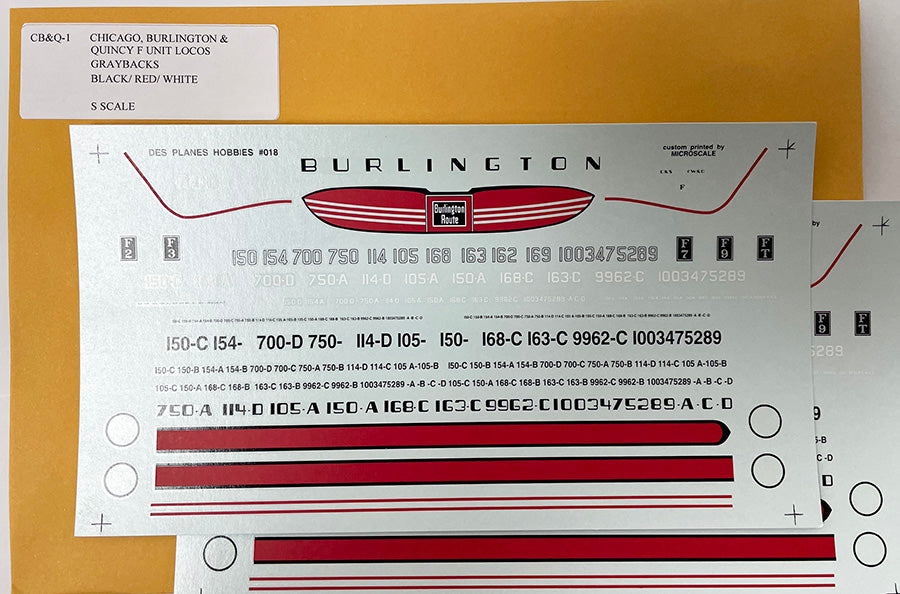 CB&Q-1 CHICAGO, BURLINGTON &
QUINCY F UNIT LOCOS
GRAYBACKS
BLACK/ RED/ WHITE
S SCALE
DES PLANES HOBBIES #018
BURLINGTON
custom printed by
MICROSCALE
F
Burlington
Route
F2 F3
150 154 700 750 114 105 168 163 162 169 1003475289
F7 F9 FT
700-D 750-A 114-D 105-A 150-A 168-C 163-C 9962-C 1003475289
150-C 154- 700-D 750- 114-D 105- 150- 168-C 163-C 9962-C 1003475289
150-C 150-B 154-A 154-B 700-D 700-C 750-A 750-B 114-D 114-C 105 A-105-B 150-C 150-B 154-A 154-B 700-D 700-C 750-A 750-B 114-D 114-C 105 A-105-B
105-C 150-A 168-C 168-B 163-C 163-B 9962-C 9962-B 1003475289 -A -B -C -D 105-C 150-A 168-C 168-B 163-C 163-B 9962-C 9962-B 1003475289 -A -B -C -D
750-A 114-D 105-A 150-A 168-C 163-C 9962-C 1003475289-A-C-D
by
F9 FT
289
9
5-B
C -D
D